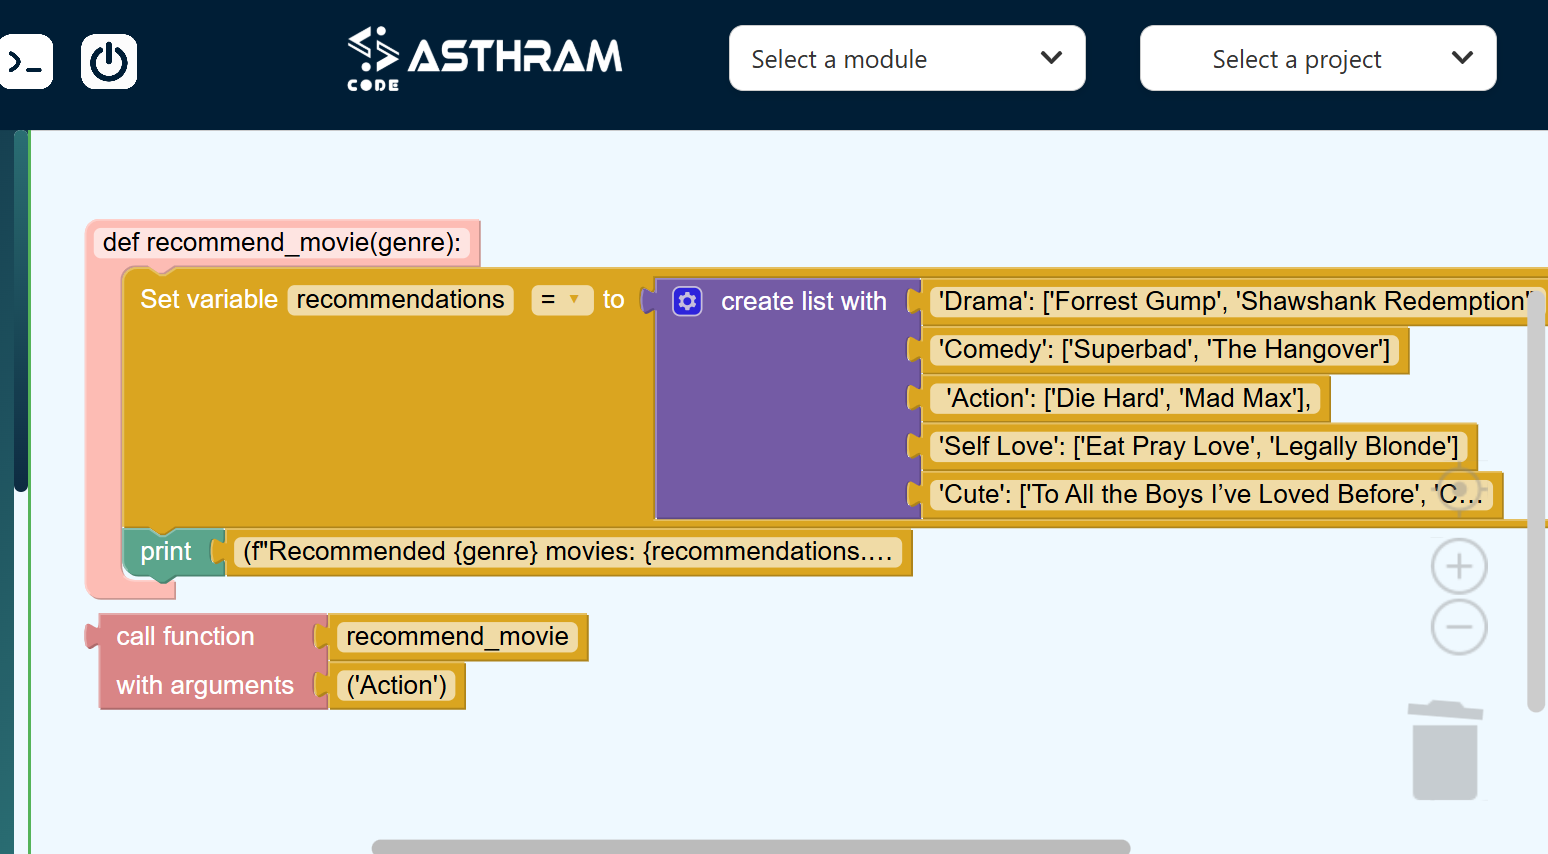 ASTHRAM
CODE
Select a module
Select a project
def recommend_movie(genre):
Set variable recommendations = to create list with 'Drama': ['Forrest Gump', 'Shawshank Redemption'
'Comedy': ['Superbad', 'The Hangover']
'Action': ['Die Hard', 'Mad Max'],
'Self Love': ['Eat Pray Love', 'Legally Blonde']
'Cute': ['To All the Boys I’ve Loved Before', 'C…
print (f"Recommended {genre} movies: {recommendations.…
call function recommend_movie
with arguments ('Action')